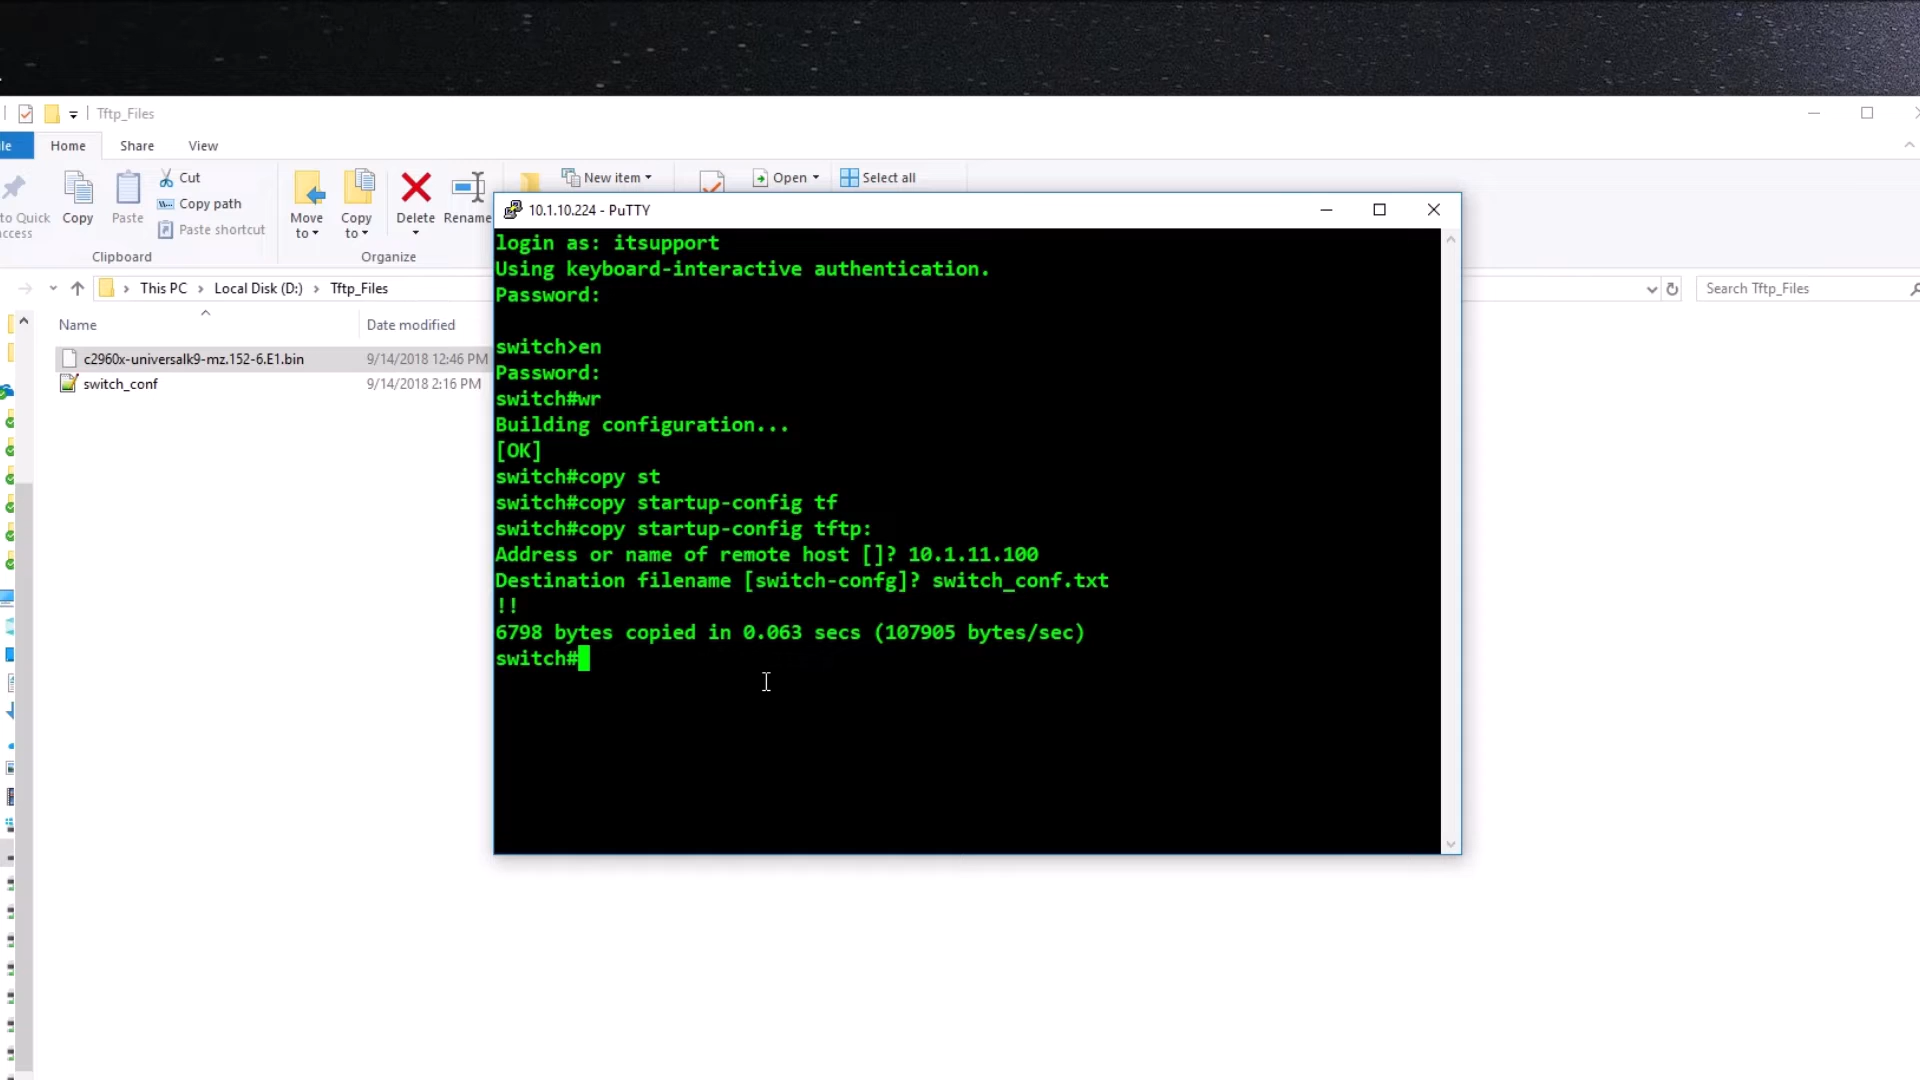 Tftp_Files
Home Share View
Cut
Copy path
Paste shortcut
Copy
Paste
Clipboard
Move to
Copy to
Delete
Rename
Organize
New item
Open
Select all
This PC > Local Disk (D:) > Tftp_Files
Search Tftp_Files
Name Date modified
c2960x-universalk9-mz.152-6.E1.bin 9/14/2018 12:46 PM
switch_conf 9/14/2018 2:16 PM
10.1.10.224 - PuTTY
login as: itsupport
Using keyboard-interactive authentication.
Password:
switch>en
Password:
switch#wr
Building configuration...
[OK]
switch#copy st
switch#copy startup-config tf
switch#copy startup-config tftp:
Address or name of remote host []? 10.1.11.100
Destination filename [switch-confg]? switch_conf.txt
!!
6798 bytes copied in 0.063 secs (107905 bytes/sec)
switch#